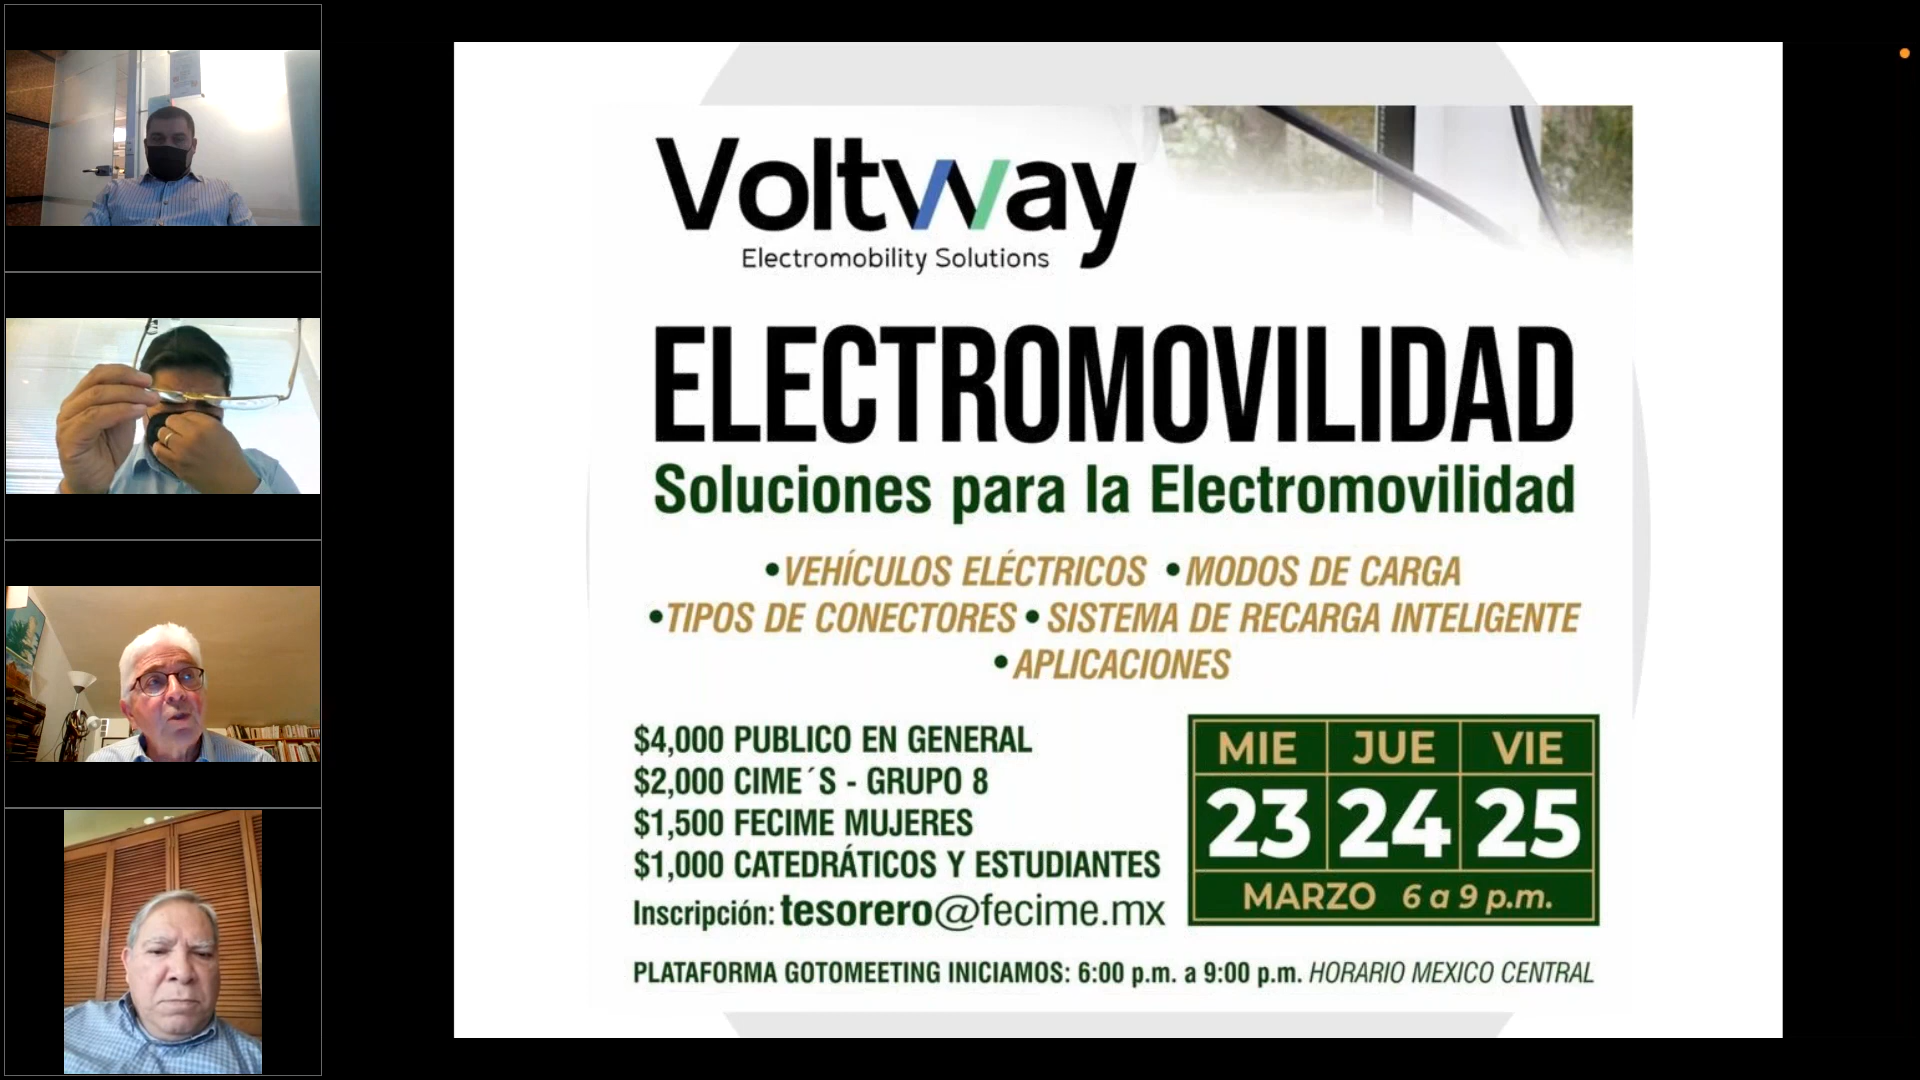 Voltway
Electromobility Solutions
ELECTROMOVILIDAD
Soluciones para la Electromovilidad
•VEHÍCULOS ELÉCTRICOS •MODOS DE CARGA
•TIPOS DE CONECTORES •SISTEMA DE RECARGA INTELIGENTE
•APLICACIONES
$4,000 PUBLICO EN GENERAL
$2,000 CIME´S - GRUPO 8
$1,500 FECIME MUJERES
$1,000 CATEDRÁTICOS Y ESTUDIANTES
Inscripción: tesorero@fecime.mx
MIE JUE VIE
23 24 25
MARZO 6 a 9 p.m.
PLATAFORMA GOTOMEETING INICIAMOS: 6:00 p.m. a 9:00 p.m. HORARIO MEXICO CENTRAL